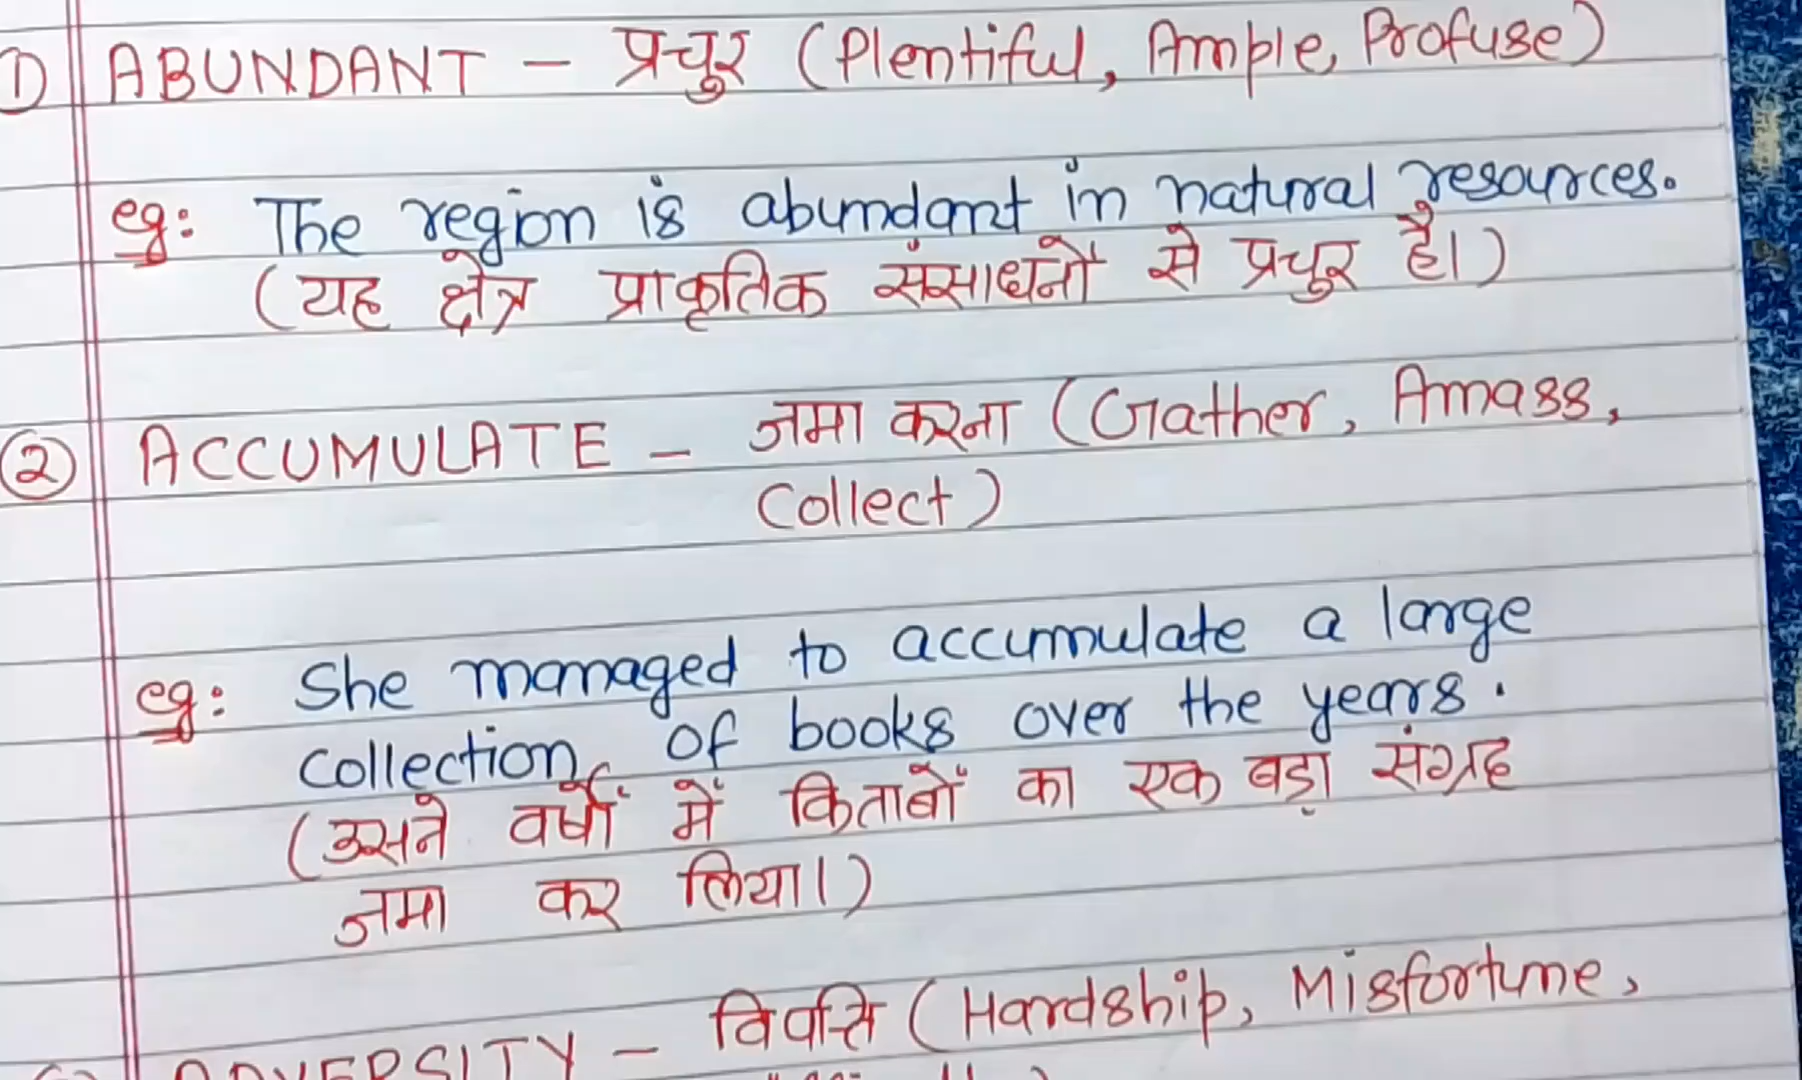 1) ABUNDANT - प्रचुर (Plentiful, Ample, Profuse)
eg: The region is abundant in natural resources.
(यह क्षेत्र प्राकृतिक संसाधनों से प्रचुर है।)
2 ACCUMULATE - जमा करना (Gather, Amass,
Collect)
eg: She managed to accumulate a large
collection of books over the years.
(उसने वर्षों में किताबों का एक बड़ा संग्रह
जमा कर लिया।)
ADVERSITY - विपत्ति (Hardship, Misfortune,